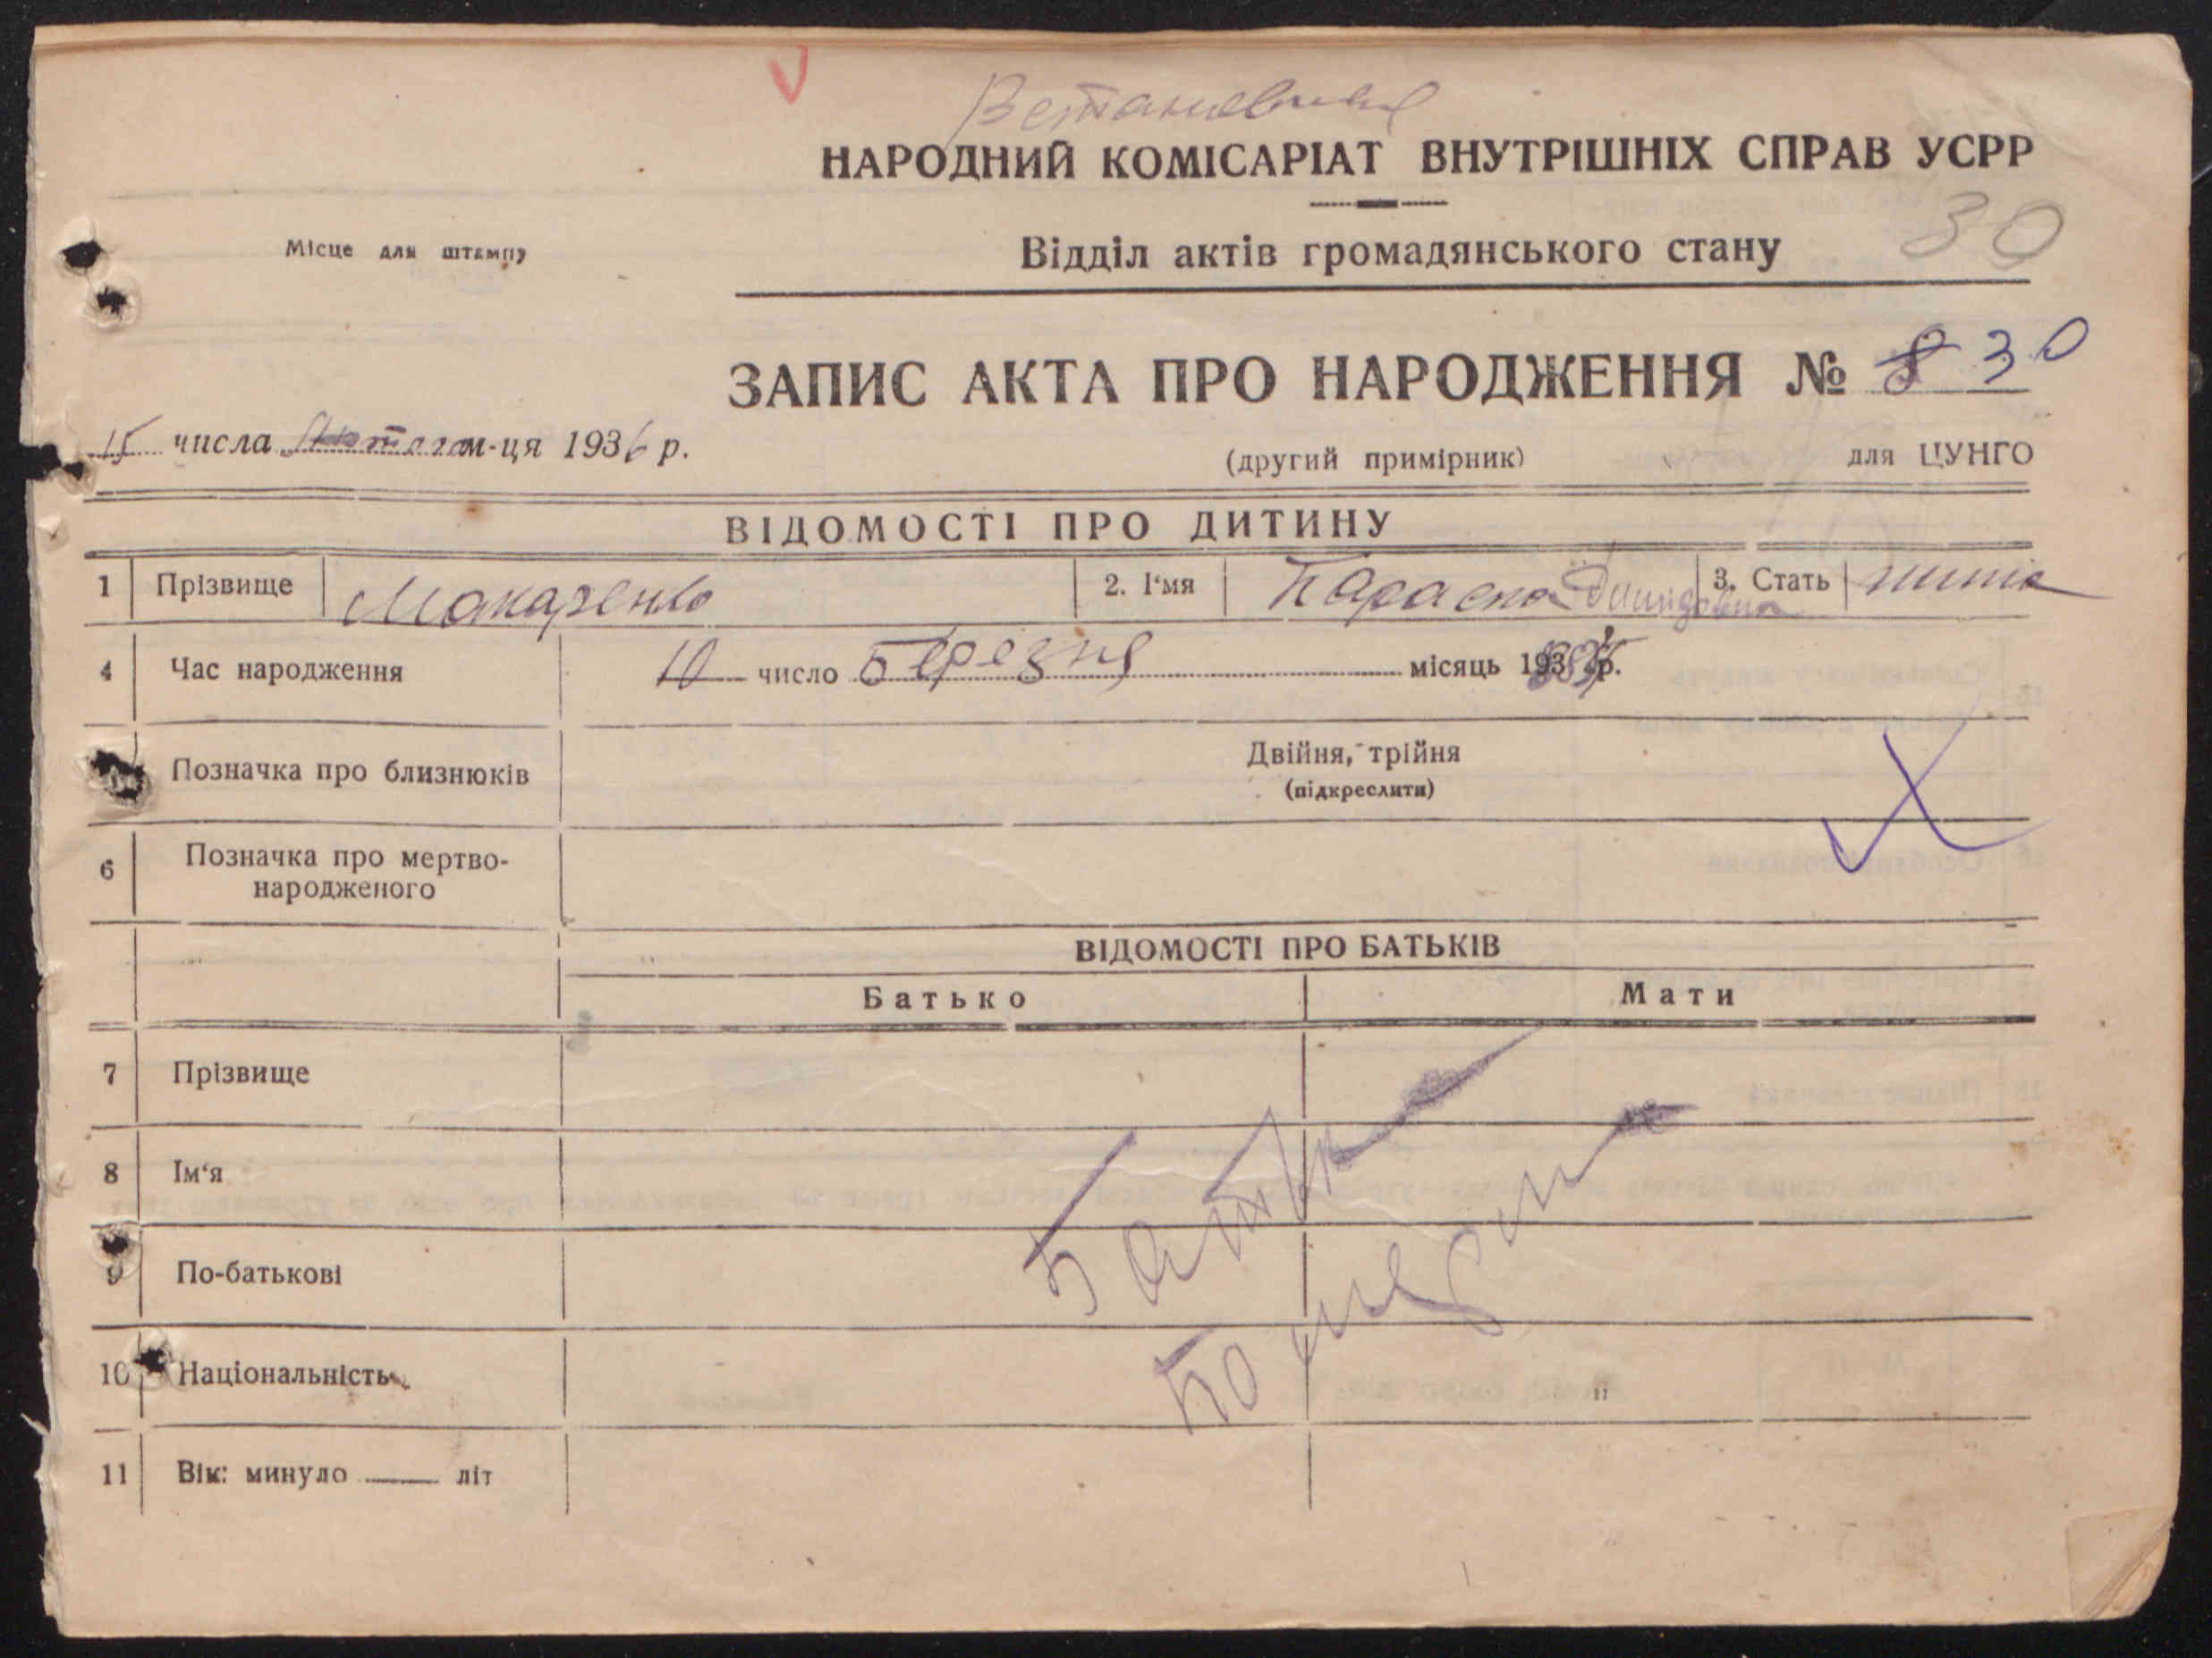 НАРОДНИЙ КОМІСАРІАТ ВНУТРІШНІХ СПРАВ УСРР
30
Місце для штампу
Відділ актів громадянського стану
ЗАПИС АКТА ПРО НАРОДЖЕННЯ № 830
15 числа Лютого м-ця 1936 р.
(другий примірник) для ЦУНГО
ВІДОМОСТІ ПРО ДИТИНУ
1 Прізвище Макаренко 2. І'мя Параска 3. Стать
4 Час народження 10 число Березня місяць 193 р.
Позначка про близнюків Двійня, трійня
(підкреслити)
6 Позначка про мертво-
народженого
ВІДОМОСТІ ПРО БАТЬКІВ
Батько Мати
7 Прізвище
8 Ім'я
9 По-батькові
10 Національність
11 Вік: минуло ____ літ